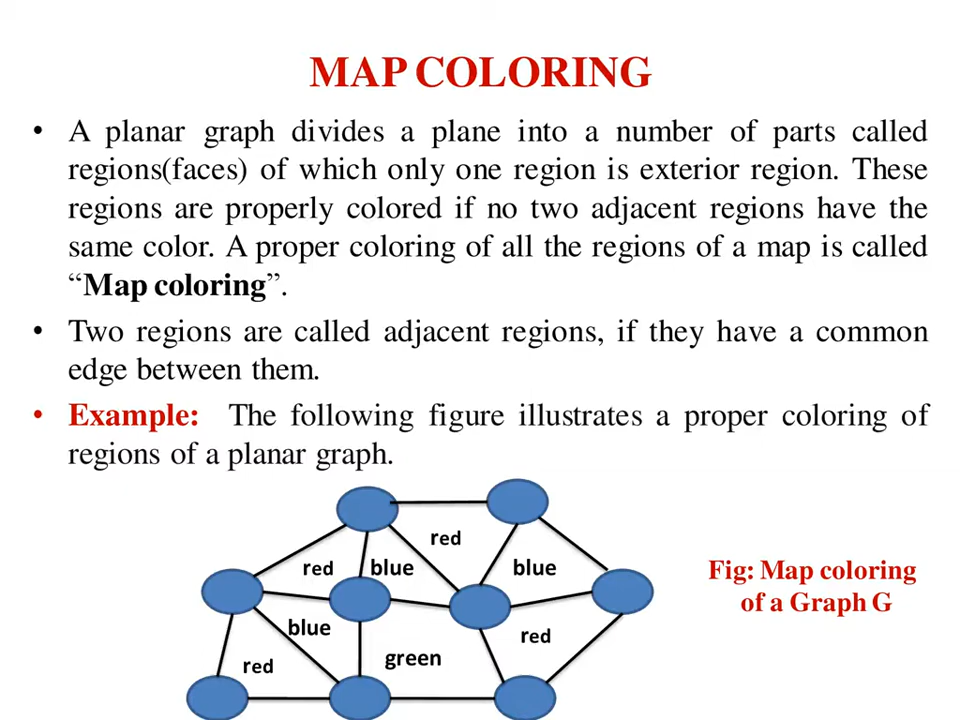 MAP COLORING
• A planar graph divides a plane into a number of parts called
regions(faces) of which only one region is exterior region. These
regions are properly colored if no two adjacent regions have the
same color. A proper coloring of all the regions of a map is called
“Map coloring”.
• Two regions are called adjacent regions, if they have a common
edge between them.
• Example: The following figure illustrates a proper coloring of
regions of a planar graph.
red
red blue blue
Fig: Map coloring
of a Graph G
blue red
red green